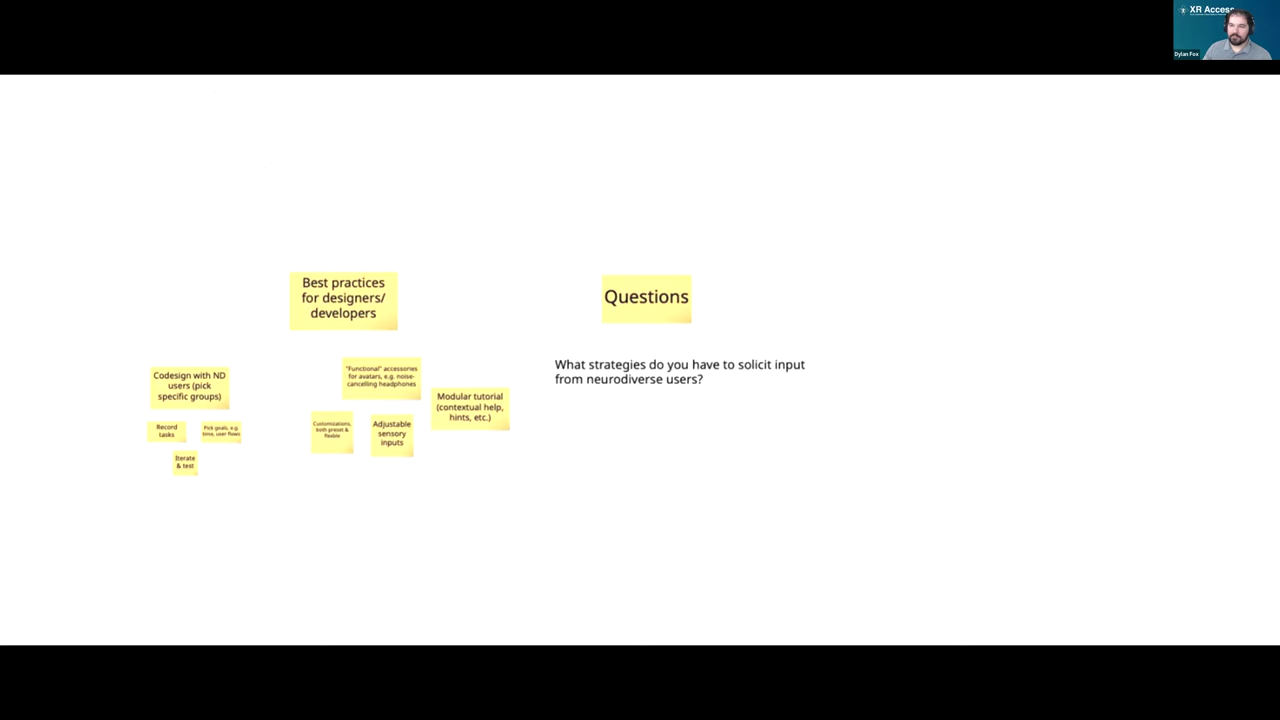 XR Access
Dylan Fox
Best practices
for designers/
developers
Questions
"Functional" accessories
for avatars, e.g. noise-
cancelling headphones
What strategies do you have to solicit input
from neurodiverse users?
Codesign with ND
users (pick
specific groups)
Modular tutorial
(contextual help,
hints, etc.)
Record
tasks
Pick goals, e.g.
time, user flows
Customizations,
both preset &
flexible
Adjustable
sensory
inputs
Iterate
& test